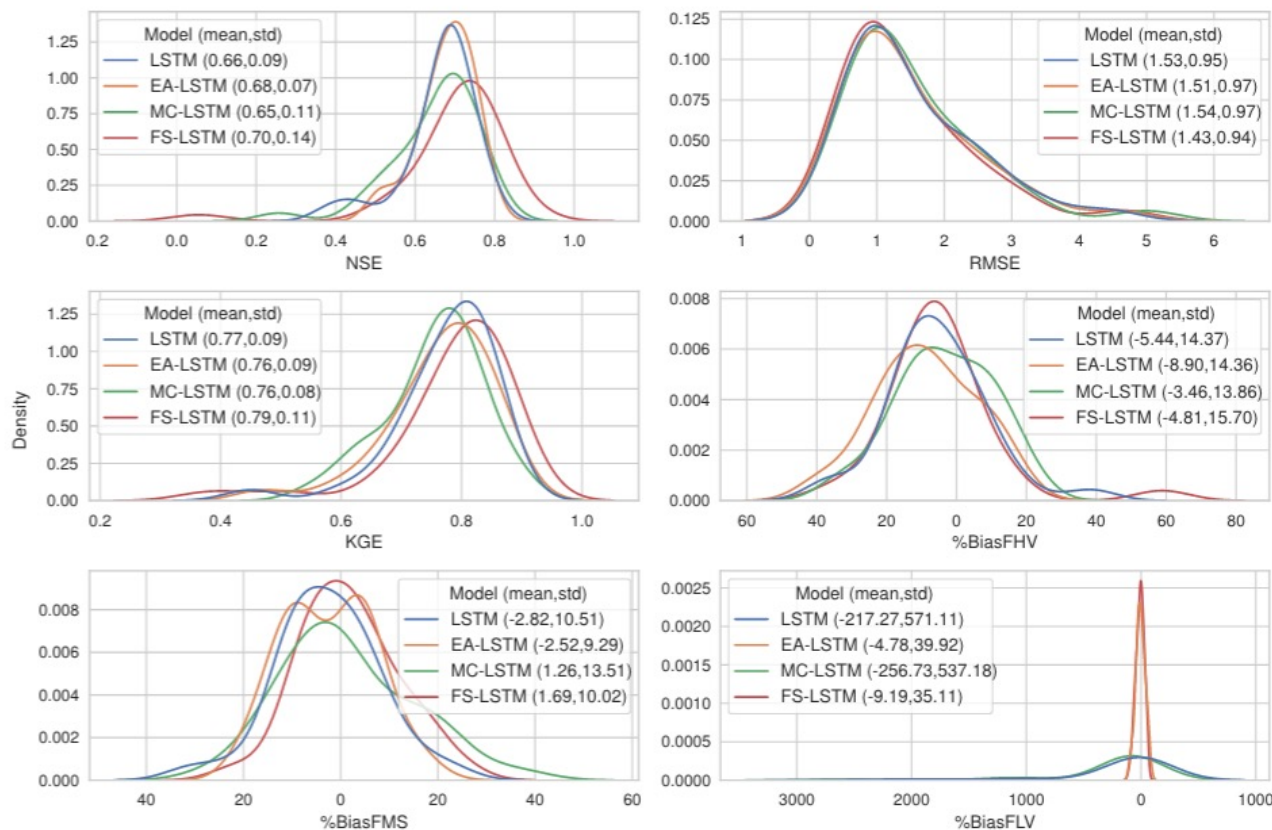 Model (mean,std)
LSTM (0.66,0.09)
EA-LSTM (0.68,0.07)
MC-LSTM (0.65,0.11)
FS-LSTM (0.70,0.14)
1.25
1.00
0.75
0.50
0.25
0.00
0.2 0.0 0.2 0.4 0.6 0.8 1.0
NSE
Model (mean,std)
LSTM (1.53,0.95)
EA-LSTM (1.51,0.97)
MC-LSTM (1.54,0.97)
FS-LSTM (1.43,0.94)
0.125
0.100
0.075
0.050
0.025
0.000
1 0 1 2 3 4 5 6
RMSE
Density
Model (mean,std)
LSTM (0.77,0.09)
EA-LSTM (0.76,0.09)
MC-LSTM (0.76,0.08)
FS-LSTM (0.79,0.11)
1.25
1.00
0.75
0.50
0.25
0.00
0.2 0.4 0.6 0.8 1.0
KGE
Model (mean,std)
LSTM (-5.44,14.37)
EA-LSTM (-8.90,14.36)
MC-LSTM (-3.46,13.86)
FS-LSTM (-4.81,15.70)
0.008
0.006
0.004
0.002
0.000
60 40 20 0 20 40 60 80
%BiasFHV
Model (mean,std)
LSTM (-2.82,10.51)
EA-LSTM (-2.52,9.29)
MC-LSTM (1.26,13.51)
FS-LSTM (1.69,10.02)
0.008
0.006
0.004
0.002
0.000
40 20 0 20 40 60
%BiasFMS
Model (mean,std)
LSTM (-217.27,571.11)
EA-LSTM (-4.78,39.92)
MC-LSTM (-256.73,537.18)
FS-LSTM (-9.19,35.11)
0.0025
0.0020
0.0015
0.0010
0.0005
0.0000
3000 2000 1000 0 1000
%BiasFLV